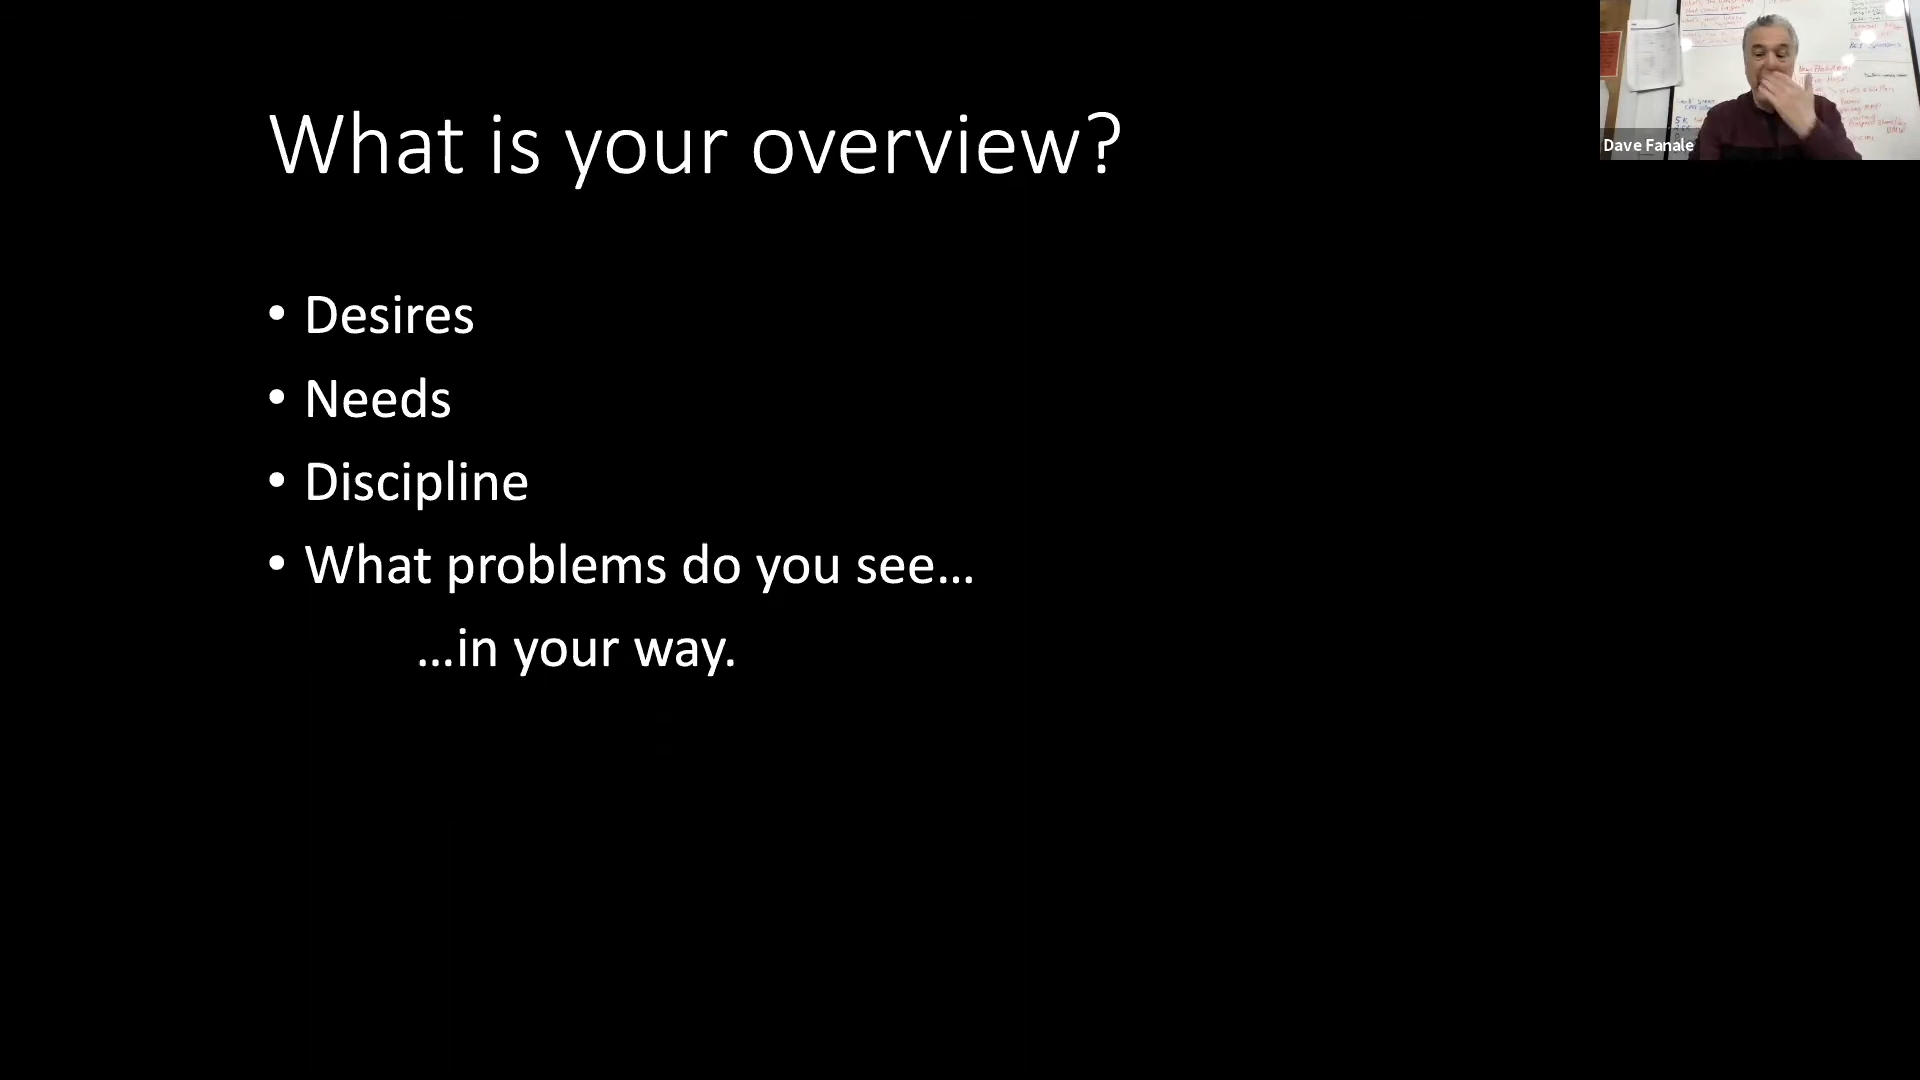 What is your overview?
• Desires
• Needs
• Discipline
• What problems do you see…
…in your way.
Dave Fanale